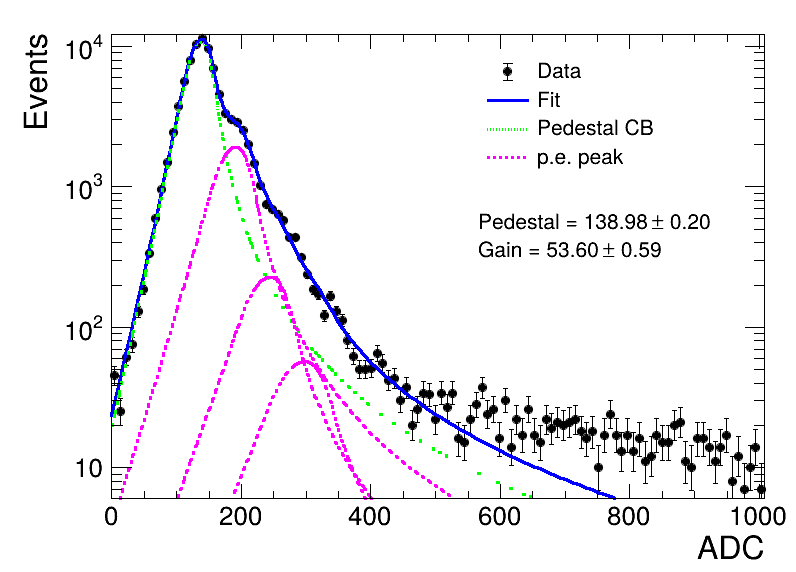 Events
10⁴
10³
10²
10
Data
Fit
Pedestal CB
p.e. peak
Pedestal = 138.98 ± 0.20
Gain = 53.60 ± 0.59
0 200 400 600 800 1000
ADC